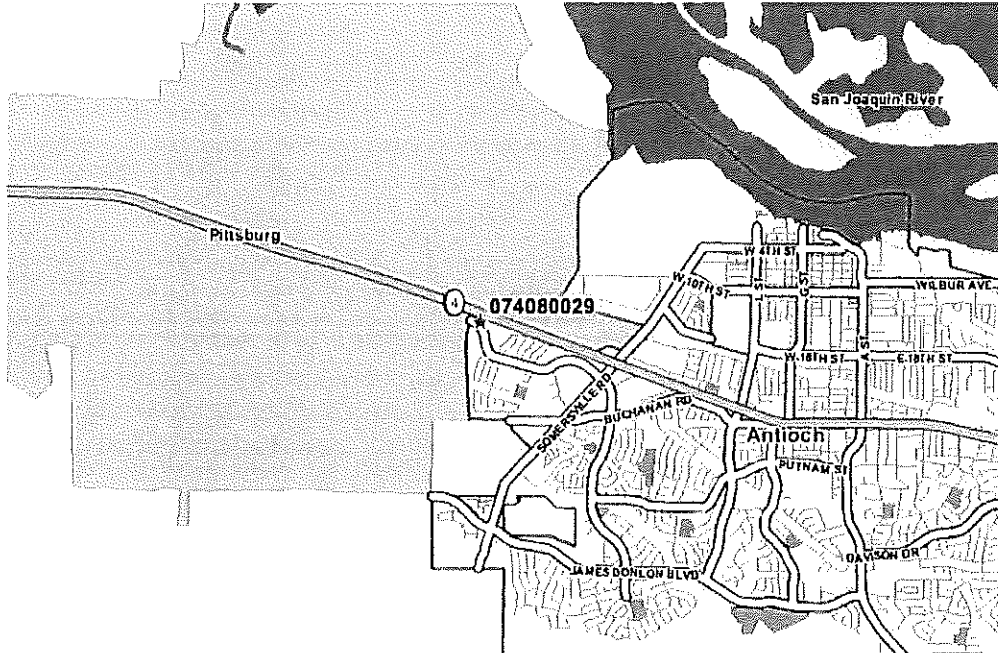 San Joaquin River
Pittsburg
W 4TH ST
W 10TH ST
L ST
G ST
WILBUR AVE
4
074080029
A ST
W 18TH ST
E 18TH ST
SOMERSVILLE RD
BUCHANAN RD
Antioch
PUTNAM ST
DAVISON DR
JAMES DONLON BLVD